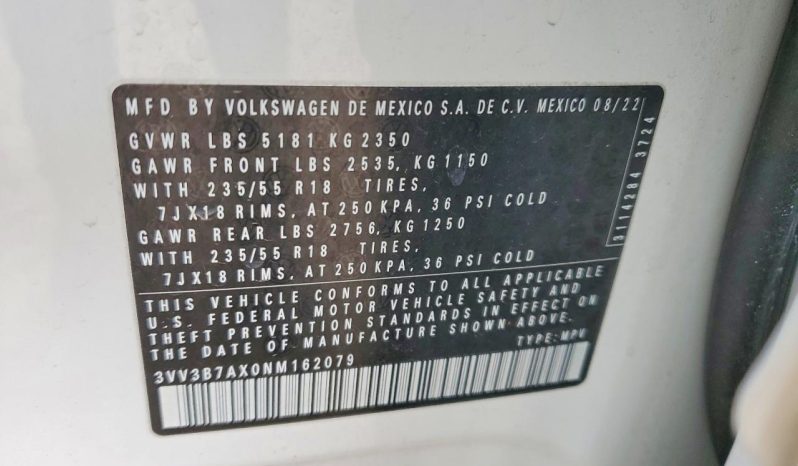 MFD BY VOLKSWAGEN DE MEXICO S.A. DE C.V. MEXICO 08/22
GVWR LBS 5181 KG 2350
GAWR FRONT LBS 2535, KG 1150
WITH 235/55 R18 TIRES,
7JX18 RIMS, AT 250 KPA, 36 PSI COLD
GAWR REAR LBS 2756, KG 1250
WITH 235/55 R18 TIRES,
7JX18 RIMS, AT 250 KPA, 36 PSI COLD
THIS VEHICLE CONFORMS TO ALL APPLICABLE
U.S. FEDERAL MOTOR VEHICLE SAFETY AND
THEFT PREVENTION STANDARDS IN EFFECT ON
THE DATE OF MANUFACTURE SHOWN ABOVE.
TYPE: MPV
3VV3B7AX0NM162079
3114284 3724